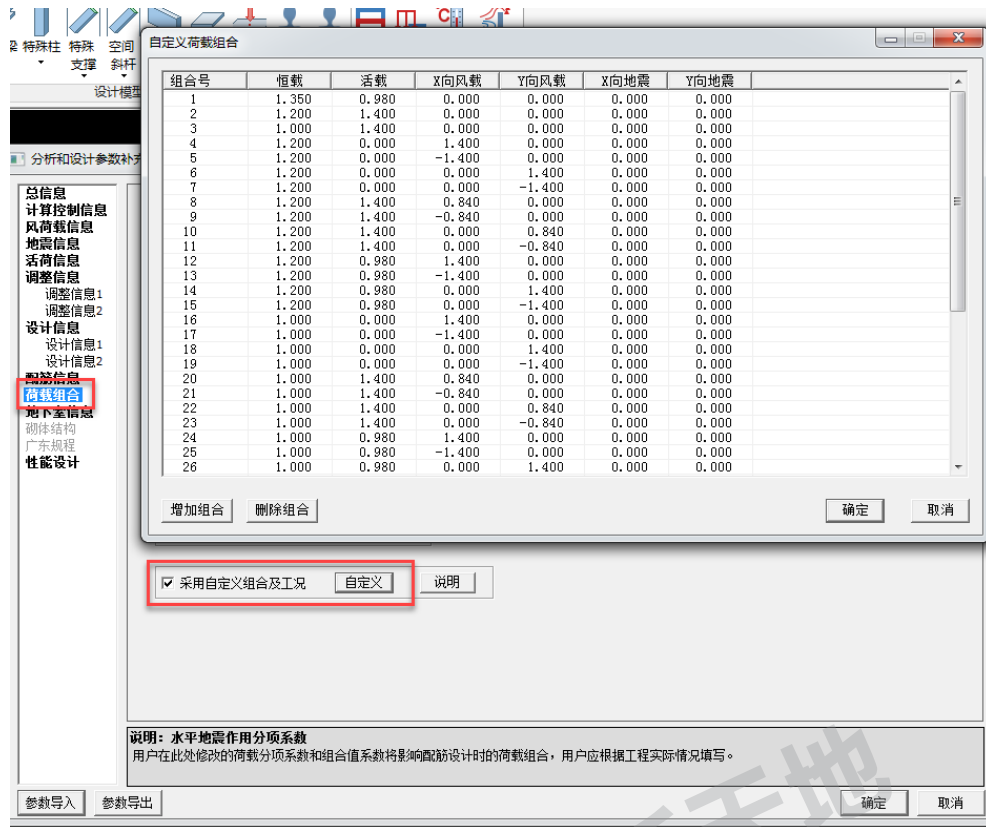 梁 特殊柱 特殊 空间
支撑 斜杆
设计模型
自定义荷载组合
组合号 恒载 活载 X向风载 Y向风载 X向地震 Y向地震
1 1.350 0.980 0.000 0.000 0.000 0.000
2 1.200 1.400 0.000 0.000 0.000 0.000
3 1.000 1.400 0.000 0.000 0.000 0.000
4 1.200 0.000 1.400 0.000 0.000 0.000
5 1.200 0.000 -1.400 0.000 0.000 0.000
6 1.200 0.000 0.000 1.400 0.000 0.000
7 1.200 0.000 0.000 -1.400 0.000 0.000
8 1.200 1.400 0.840 0.000 0.000 0.000
9 1.200 1.400 -0.840 0.000 0.000 0.000
10 1.200 1.400 0.000 0.840 0.000 0.000
11 1.200 1.400 0.000 -0.840 0.000 0.000
12 1.200 0.980 1.400 0.000 0.000 0.000
13 1.200 0.980 -1.400 0.000 0.000 0.000
14 1.200 0.980 0.000 1.400 0.000 0.000
15 1.200 0.980 0.000 -1.400 0.000 0.000
16 1.000 0.000 1.400 0.000 0.000 0.000
17 1.000 0.000 -1.400 0.000 0.000 0.000
18 1.000 0.000 0.000 1.400 0.000 0.000
19 1.000 0.000 0.000 -1.400 0.000 0.000
20 1.000 1.400 0.840 0.000 0.000 0.000
21 1.000 1.400 -0.840 0.000 0.000 0.000
22 1.000 1.400 0.000 0.840 0.000 0.000
23 1.000 1.400 0.000 -0.840 0.000 0.000
24 1.000 0.980 1.400 0.000 0.000 0.000
25 1.000 0.980 -1.400 0.000 0.000 0.000
26 1.000 0.980 0.000 1.400 0.000 0.000
增加组合 删除组合 确定 取消
分析和设计参数补充
总信息
计算控制信息
风荷载信息
地震信息
活荷信息
调整信息
调整信息1
调整信息2
设计信息
设计信息1
设计信息2
配筋信息
荷载组合
地下室信息
砌体结构
广东规程
性能设计
采用自定义组合及工况 自定义 说明
说明：水平地震作用分项系数
用户在此处修改的荷载分项系数和组合值系数将影响配筋设计时的荷载组合，用户应根据工程实际情况填写。
参数导入 参数导出 确定 取消
天地